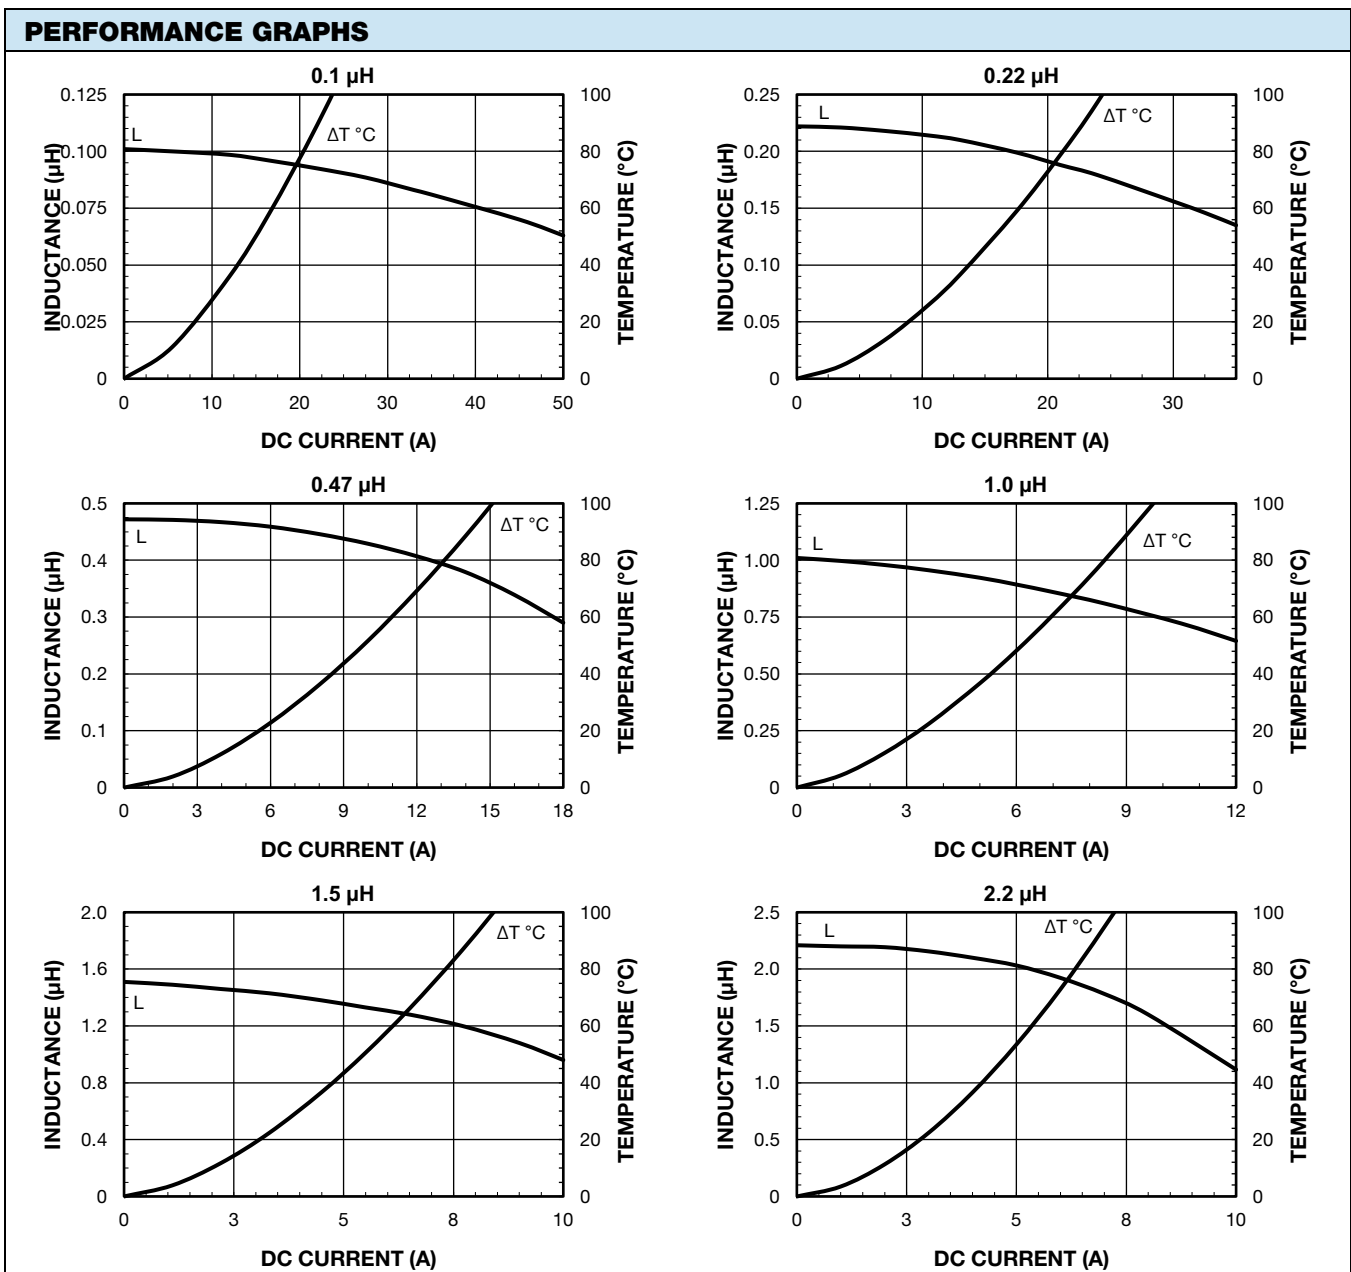 PERFORMANCE GRAPHS
0.1 µH
0.125
0.100
0.075
0.050
0.025
0
INDUCTANCE (µH)
L
ΔT °C
100
80
60
40
20
0
TEMPERATURE (°C)
0 10 20 30 40 50
DC CURRENT (A)
0.22 µH
0.25
0.20
0.15
0.10
0.05
0
INDUCTANCE (µH)
L
ΔT °C
100
80
60
40
20
0
TEMPERATURE (°C)
0 10 20 30
DC CURRENT (A)
0.47 µH
0.5
0.4
0.3
0.2
0.1
0
INDUCTANCE (µH)
L
ΔT °C
100
80
60
40
20
0
TEMPERATURE (°C)
0 3 6 9 12 15 18
DC CURRENT (A)
1.0 µH
1.25
1.00
0.75
0.50
0.25
0
INDUCTANCE (µH)
L
ΔT °C
100
80
60
40
20
0
TEMPERATURE (°C)
0 3 6 9 12
DC CURRENT (A)
1.5 µH
2.0
1.6
1.2
0.8
0.4
0
INDUCTANCE (µH)
L
ΔT °C
100
80
60
40
20
0
TEMPERATURE (°C)
0 3 5 8 10
DC CURRENT (A)
2.2 µH
2.5
2.0
1.5
1.0
0.5
0
INDUCTANCE (µH)
L
ΔT °C
100
80
60
40
20
0
TEMPERATURE (°C)
0 3 5 8 10
DC CURRENT (A)